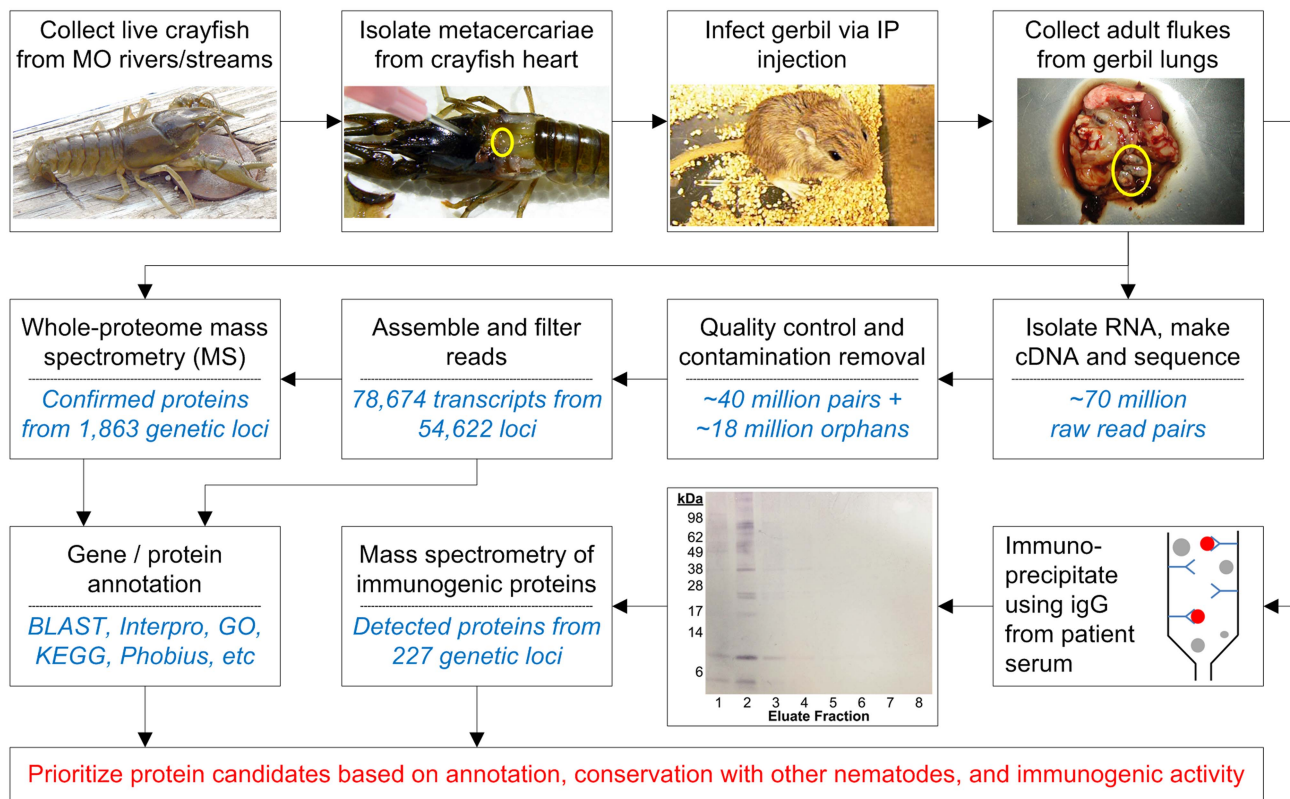 Collect live crayfish
from MO rivers/streams
Isolate metacercariae
from crayfish heart
Infect gerbil via IP
injection
Collect adult flukes
from gerbil lungs
Whole-proteome mass
spectrometry (MS)
Confirmed proteins
from 1,863 genetic loci
Assemble and filter
reads
78,674 transcripts from
54,622 loci
Quality control and
contamination removal
~40 million pairs +
~18 million orphans
Isolate RNA, make
cDNA and sequence
~70 million
raw read pairs
Gene / protein
annotation
BLAST, Interpro, GO,
KEGG, Phobius, etc
Mass spectrometry of
immunogenic proteins
Detected proteins from
227 genetic loci
kDa
98
62
49
38
28
17
14
6
1 2 3 4 5 6 7 8
Eluate Fraction
Immuno-
precipitate
using igG
from patient
serum
Prioritize protein candidates based on annotation, conservation with other nematodes, and immunogenic activity